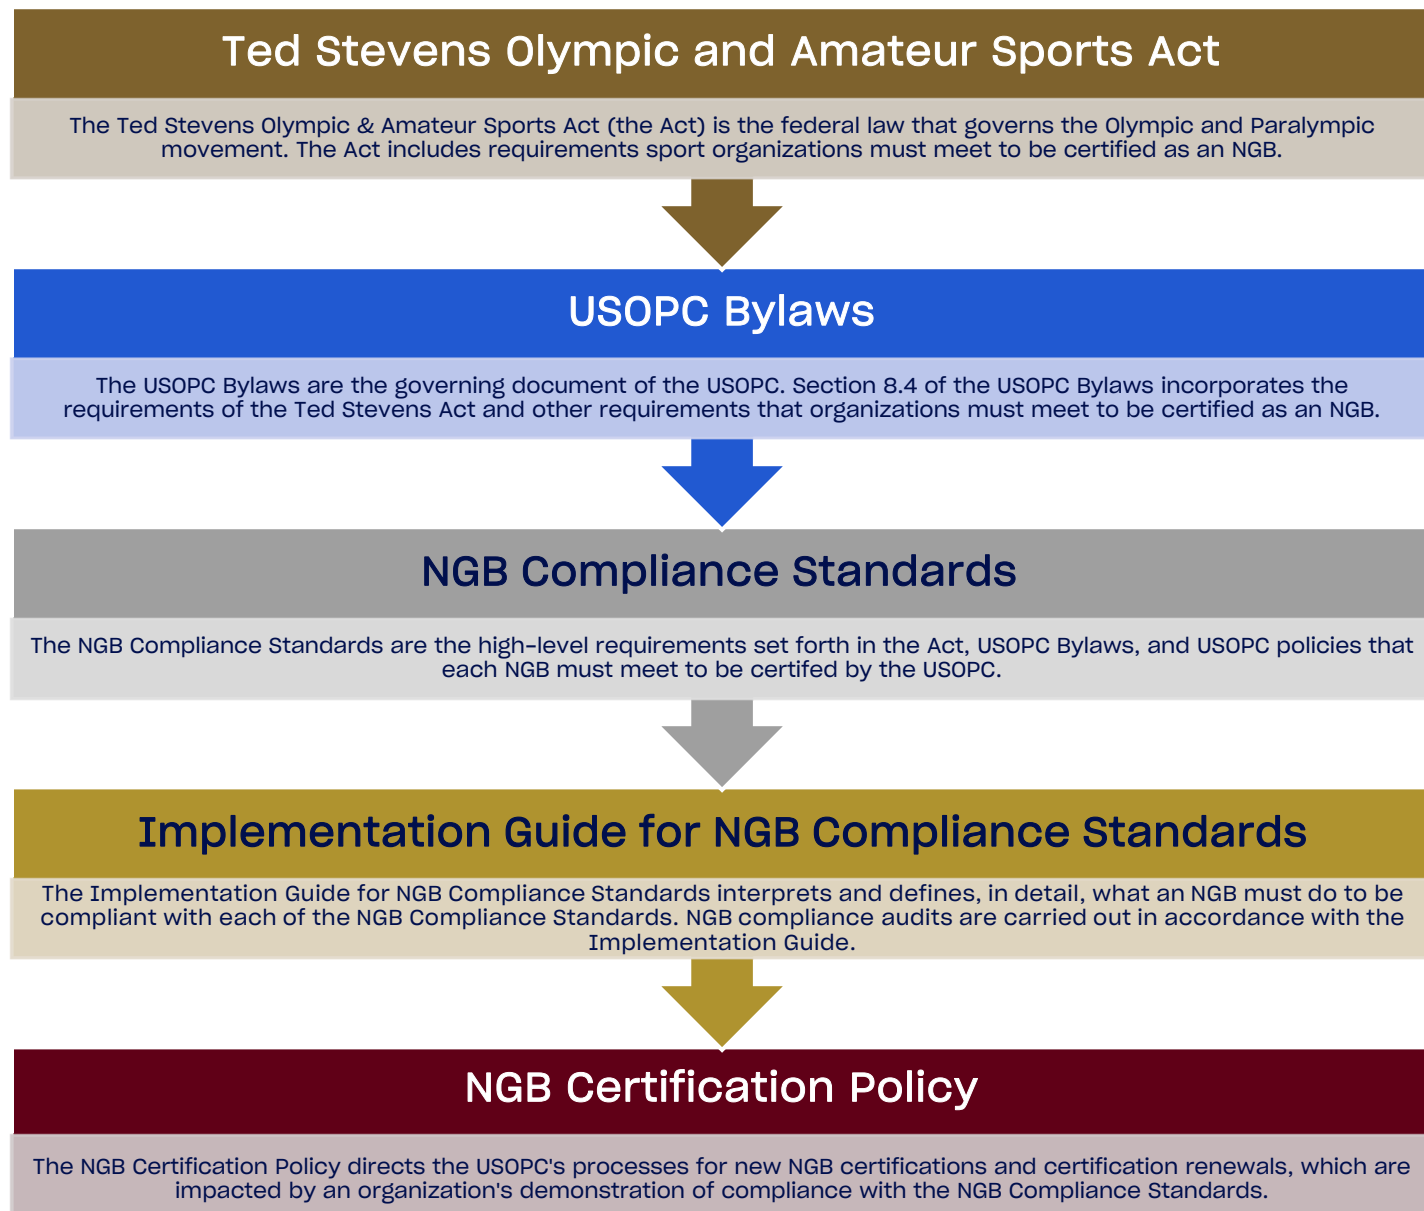 Ted Stevens Olympic and Amateur Sports Act
The Ted Stevens Olympic & Amateur Sports Act (the Act) is the federal law that governs the Olympic and Paralympic
movement. The Act includes requirements sport organizations must meet to be certified as an NGB.
USOPC Bylaws
The USOPC Bylaws are the governing document of the USOPC. Section 8.4 of the USOPC Bylaws incorporates the
requirements of the Ted Stevens Act and other requirements that organizations must meet to be certified as an NGB.
NGB Compliance Standards
The NGB Compliance Standards are the high-level requirements set forth in the Act, USOPC Bylaws, and USOPC policies that
each NGB must meet to be certifed by the USOPC.
Implementation Guide for NGB Compliance Standards
The Implementation Guide for NGB Compliance Standards interprets and defines, in detail, what an NGB must do to be
compliant with each of the NGB Compliance Standards. NGB compliance audits are carried out in accordance with the
Implementation Guide.
NGB Certification Policy
The NGB Certification Policy directs the USOPC's processes for new NGB certifications and certification renewals, which are
impacted by an organization's demonstration of compliance with the NGB Compliance Standards.